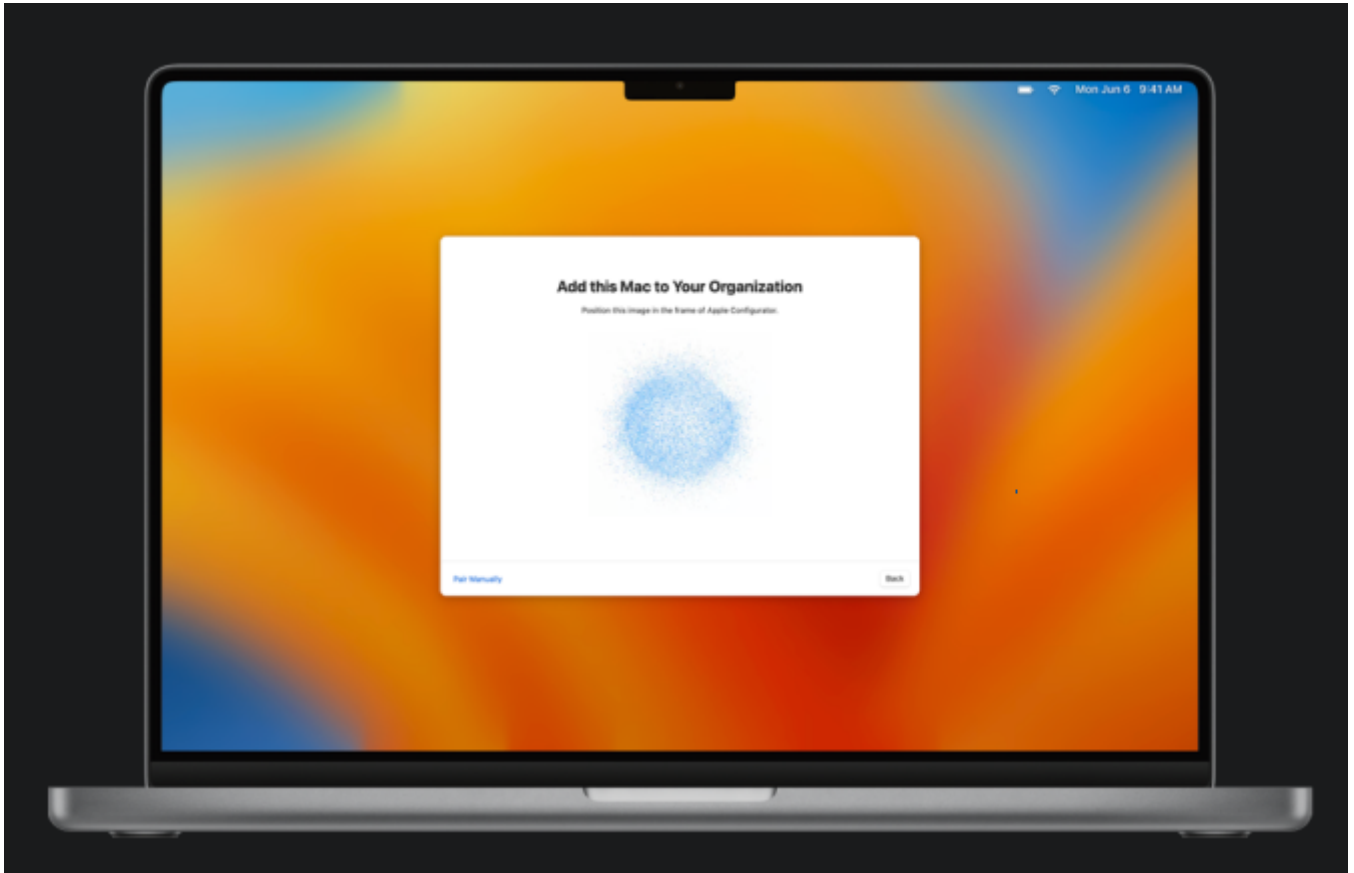 Mon Jun 6 9:41 AM
Add this Mac to Your Organization
Position this image in the frame of Apple Configurator.
Pair Manually
Back